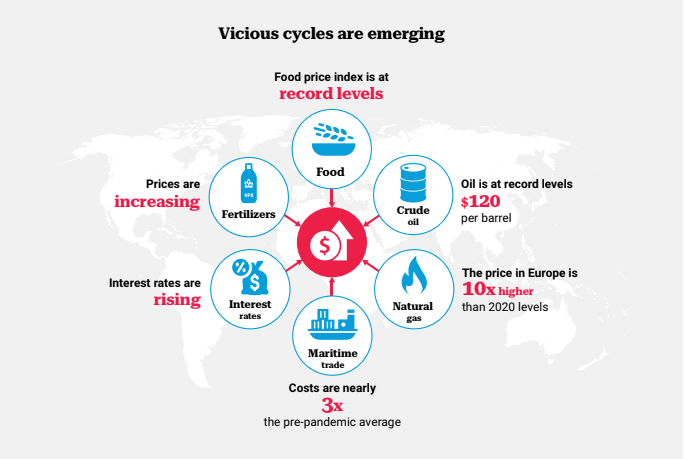 Vicious cycles are emerging
Food price index is at
record levels
Food
Prices are
increasing
NPK
Fertilizers
Crude
oil
Oil is at record levels
$120
per barrel
$
Interest rates are
rising
%
$
Interest
rates
Natural
gas
The price in Europe is
10x higher
than 2020 levels
Maritime
trade
Costs are nearly
3x
the pre-pandemic average